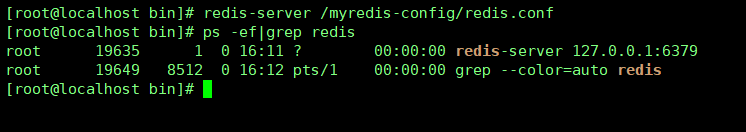 [root@localhost bin]# redis-server /myredis-config/redis.conf
[root@localhost bin]# ps -ef|grep redis
root     19635     1  0 16:11 ?        00:00:00 redis-server 127.0.0.1:6379
root     19649  8512  0 16:12 pts/1    00:00:00 grep --color=auto redis
[root@localhost bin]#